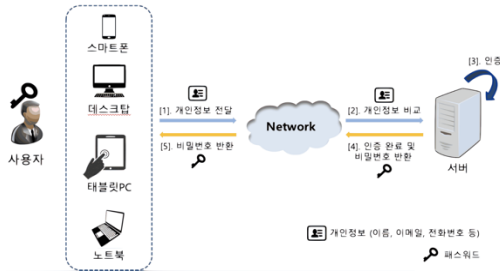 스마트폰
[3]. 인증
데스크탑
[1]. 개인정보 전달
[2]. 개인정보 비교
Network
사용자
[5]. 비밀번호 반환
[4]. 인증 완료 및
비밀번호 반환
서버
태블릿PC
개인정보 (이름, 이메일, 전화번호 등)
노트북
패스워드